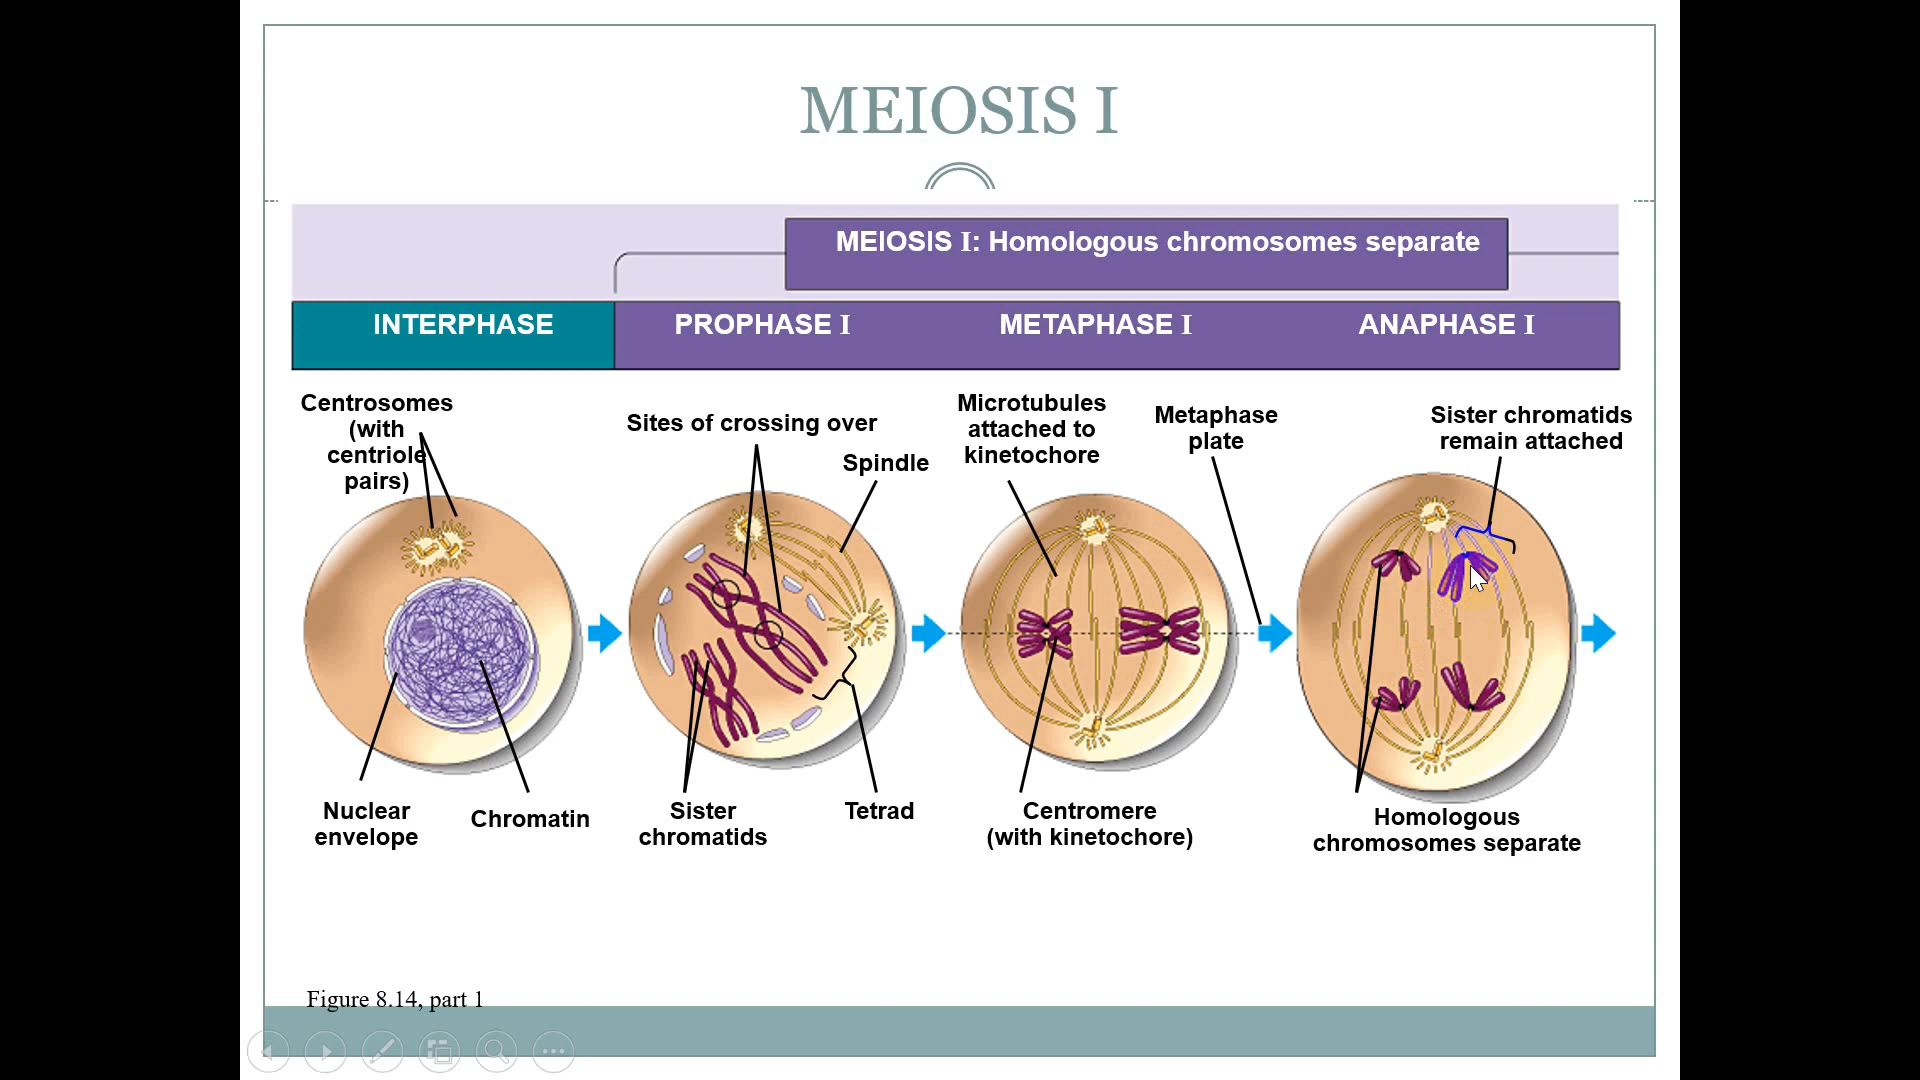 MEIOSIS I
MEIOSIS I: Homologous chromosomes separate
INTERPHASE
PROPHASE I
METAPHASE I
ANAPHASE I
Centrosomes
(with
centriole
pairs)
Sites of crossing over
Spindle
Microtubules
attached to
kinetochore
Metaphase
plate
Sister chromatids
remain attached
Nuclear
envelope
Chromatin
Sister
chromatids
Tetrad
Centromere
(with kinetochore)
Homologous
chromosomes separate
Figure 8.14, part 1